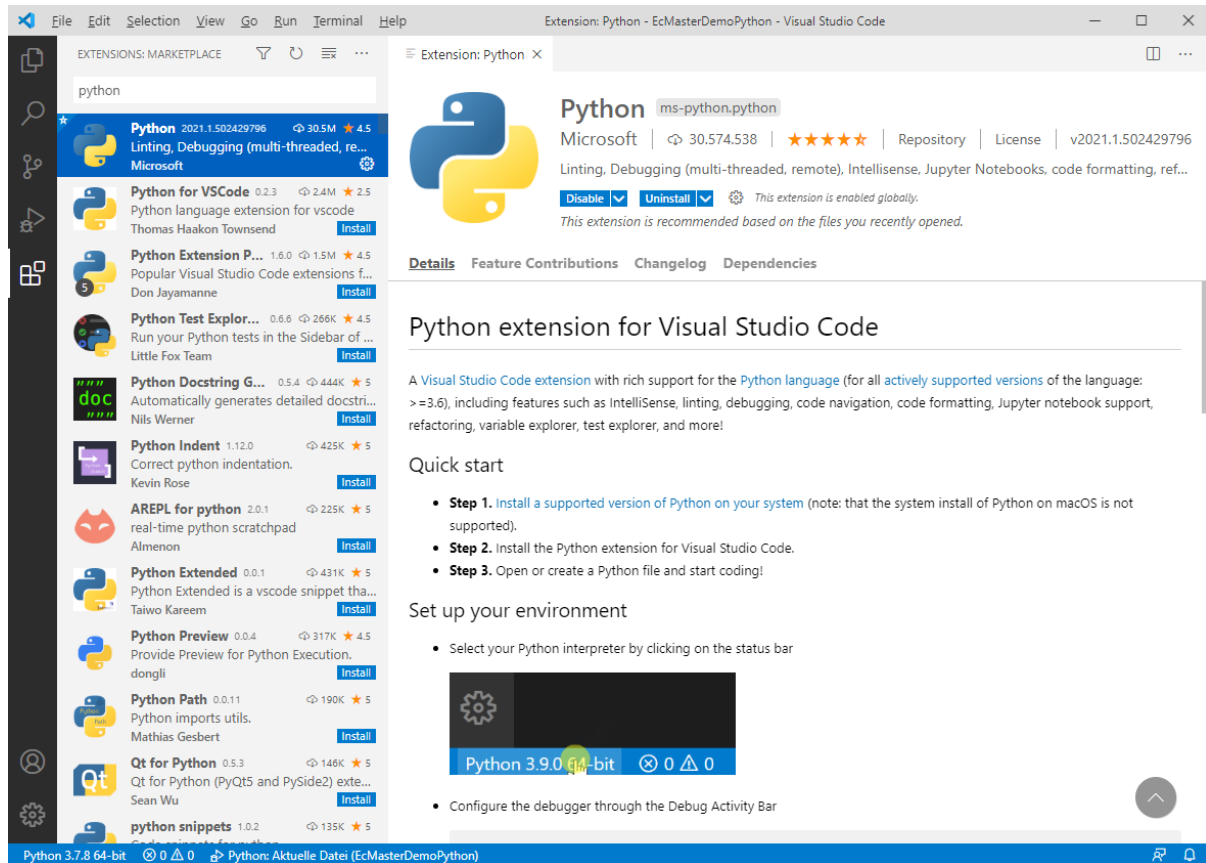 File Edit Selection View Go Run Terminal Help
Extension: Python - EcMasterDemoPython - Visual Studio Code
EXTENSIONS: MARKETPLACE
python
Python 2021.1.502429796 30.5M ★ 4.5
Linting, Debugging (multi-threaded, re...
Microsoft
Python for VSCode 0.2.3 2.4M ★ 2.5
Python language extension for vscode
Thomas Haakon Townsend Install
Python Extension P... 1.6.0 1.5M ★ 4.5
Popular Visual Studio Code extensions f...
5
Don Jayamanne Install
Python Test Explor... 0.6.6 266K ★ 4.5
Run your Python tests in the Sidebar of ...
Little Fox Team Install
Python Docstring G... 0.5.4 444K ★ 5
Automatically generates detailed docstri...
Nils Werner Install
"""
doc
"""
Python Indent 1.12.0 425K ★ 5
Correct python indentation.
Kevin Rose Install
AREPL for python 2.0.1 225K ★ 5
real-time python scratchpad
Almenon Install
Python Extended 0.0.1 431K ★ 5
Python Extended is a vscode snippet tha...
Taiwo Kareem Install
Python Preview 0.0.4 317K ★ 4.5
Provide Preview for Python Execution.
dongli Install
Python Path 0.0.11 190K ★ 5
Python imports utils.
Mathias Gesbert Install
Qt
Qt for Python 0.5.3 146K ★ 5
Qt for Python (PyQt5 and PySide2) exte...
Sean Wu Install
python snippets 1.0.2 135K ★ 5
Extension: Python
Python ms-python.python
Microsoft 30.574.538 Repository License v2021.1.502429796
Linting, Debugging (multi-threaded, remote), Intellisense, Jupyter Notebooks, code formatting, ref...
Disable Uninstall This extension is enabled globally.
This extension is recommended based on the files you recently opened.
Details Feature Contributions Changelog Dependencies
Python extension for Visual Studio Code
A Visual Studio Code extension with rich support for the Python language (for all actively supported versions of the language:
>=3.6), including features such as IntelliSense, linting, debugging, code navigation, code formatting, Jupyter notebook support,
refactoring, variable explorer, test explorer, and more!
Quick start
• Step 1. Install a supported version of Python on your system (note: that the system install of Python on macOS is not
supported).
• Step 2. Install the Python extension for Visual Studio Code.
• Step 3. Open or create a Python file and start coding!
Set up your environment
• Select your Python interpreter by clicking on the status bar
Python 3.9.0 64-bit 0 0
• Configure the debugger through the Debug Activity Bar
Python 3.7.8 64-bit 0 0 Python: Aktuelle Datei (EcMasterDemoPython)